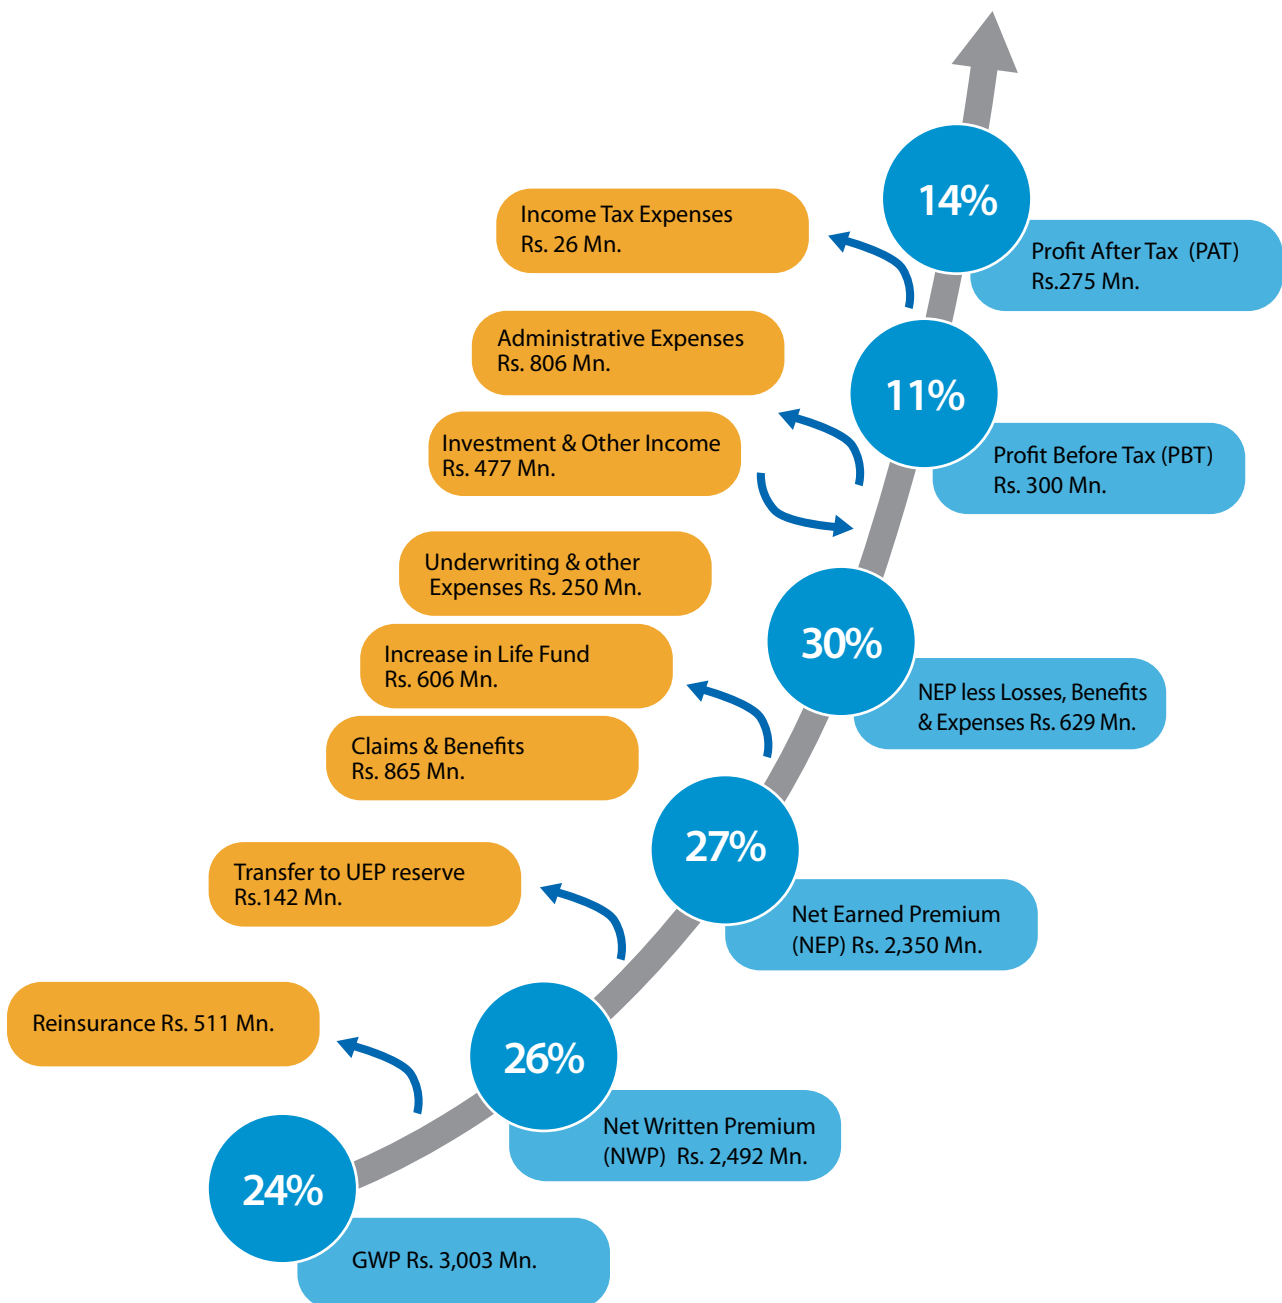 14%
Income Tax Expenses
Rs. 26 Mn.
Profit After Tax (PAT)
Rs.275 Mn.
Administrative Expenses
Rs. 806 Mn.
11%
Investment & Other Income
Rs. 477 Mn.
Profit Before Tax (PBT)
Rs. 300 Mn.
Underwriting & other
Expenses Rs. 250 Mn.
30%
Increase in Life Fund
Rs. 606 Mn.
NEP less Losses, Benefits
& Expenses Rs. 629 Mn.
Claims & Benefits
Rs. 865 Mn.
27%
Transfer to UEP reserve
Rs.142 Mn.
Net Earned Premium
(NEP) Rs. 2,350 Mn.
Reinsurance Rs. 511 Mn.
26%
Net Written Premium
(NWP) Rs. 2,492 Mn.
24%
GWP Rs. 3,003 Mn.